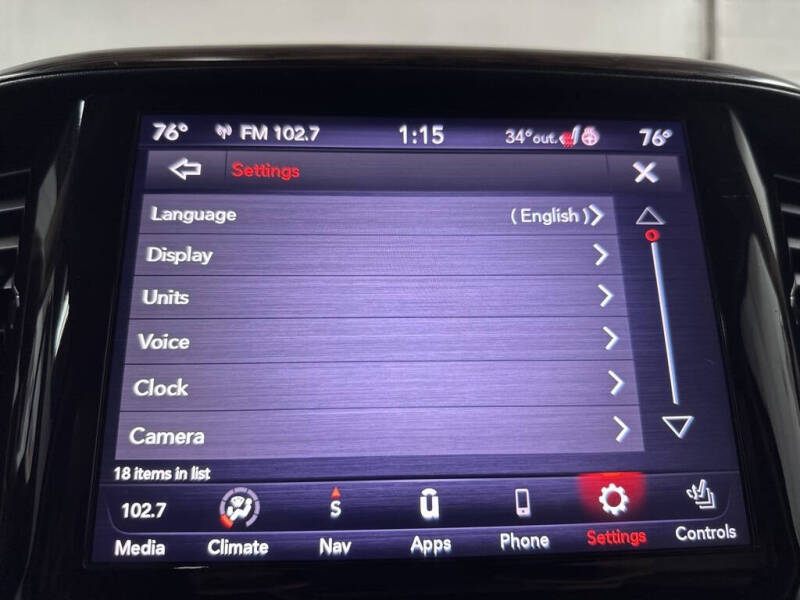 76° FM 102.7 1:15 34°out. 76°
Settings
Language (English)
Display
Units
Voice
Clock
Camera
18 items in list
102.7 S ū
Media Climate Nav Apps Phone Settings Controls